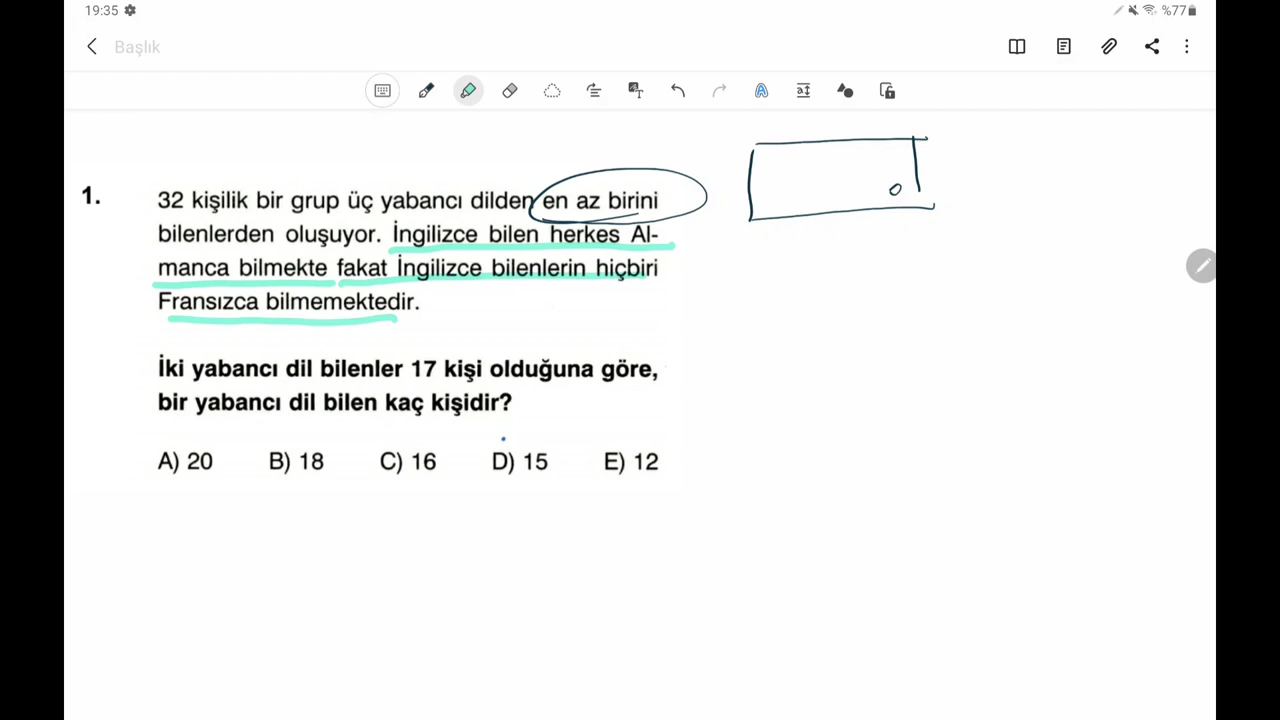 19:35
%77
Başlık
1.
32 kişilik bir grup üç yabancı dilden en az birini
bilenlerden oluşuyor. İngilizce bilen herkes Al-
manca bilmekte fakat İngilizce bilenlerin hiçbiri
Fransızca bilmemektedir.
İki yabancı dil bilenler 17 kişi olduğuna göre,
bir yabancı dil bilen kaç kişidir?
A) 20 B) 18 C) 16 D) 15 E) 12